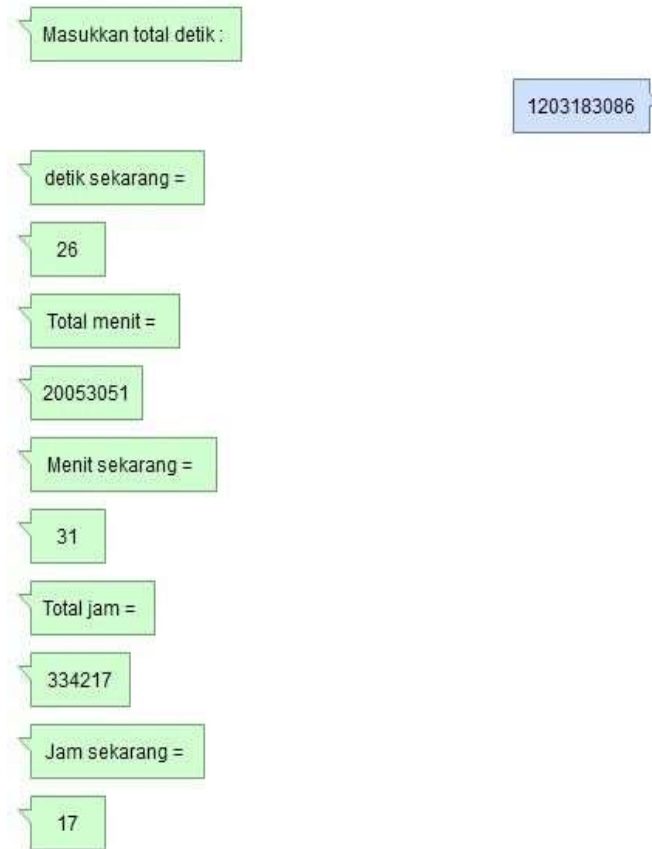 Masukkan total detik :
1203183086
detik sekarang =
26
Total menit =
20053051
Menit sekarang =
31
Total jam =
334217
Jam sekarang =
17